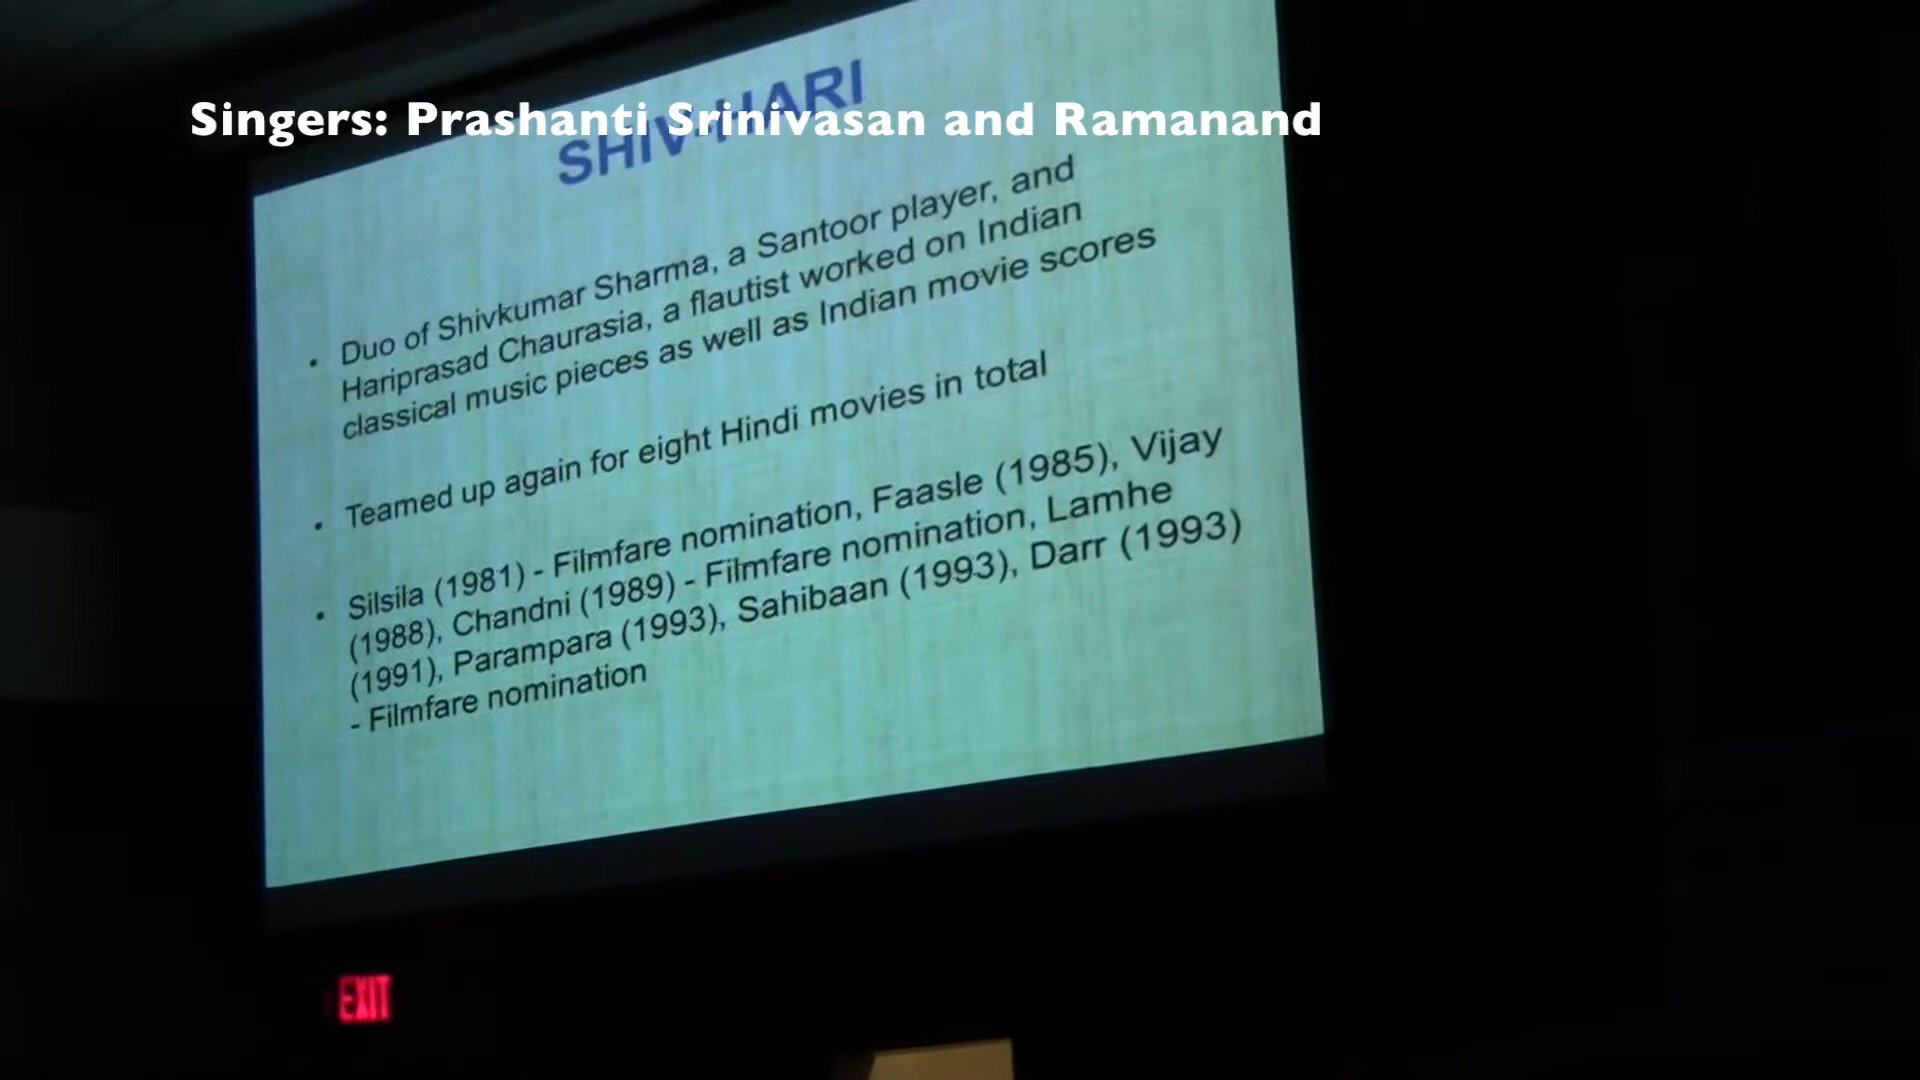 Singers: Prashanti Srinivasan and Ramanand
SHIV-HARI
• Duo of Shivkumar Sharma, a Santoor player, and
Hariprasad Chaurasia, a flautist worked on Indian
classical music pieces as well as Indian movie scores
• Teamed up again for eight Hindi movies in total
• Silsila (1981) - Filmfare nomination, Faasle (1985), Vijay
(1988), Chandni (1989) - Filmfare nomination, Lamhe
(1991), Parampara (1993), Sahibaan (1993), Darr (1993)
- Filmfare nomination
EXIT